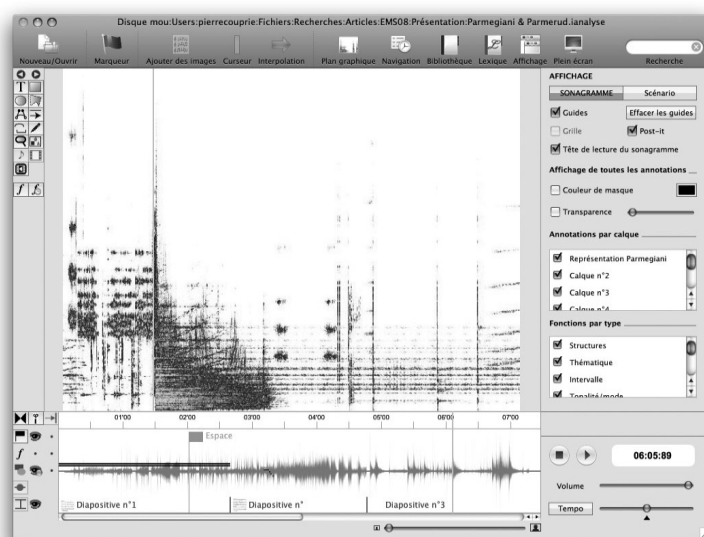 Disque mou:Users:pierrecouprie:Fichiers:Recherches:Articles:EMS08:Présentation:Parmegiani & Parmerud.ianalyse
Nouveau/Ouvrir Marqueur Ajouter des images Curseur Interpolation Plan graphique Navigation Bibliothèque Lexique Affichage Plein écran Recherche
AFFICHAGE
SONAGRAMME Scénario
Guides Effacer les guides
Grille Post-it
Tête de lecture du sonagramme
Affichage de toutes les annotations
Couleur de masque
Transparence
Annotations par calque
Représentation Parmegiani
Calque n°2
Calque n°3
Calque n°4
Fonctions par type
Structures
Thématique
Intervalle
Tonalité/mode
01'00 02'00 03'00 04'00 05'00 06'00 07'00
Espace
Diapositive n°1 Diapositive n° Diapositive n°3
06:05:89
Volume
Tempo